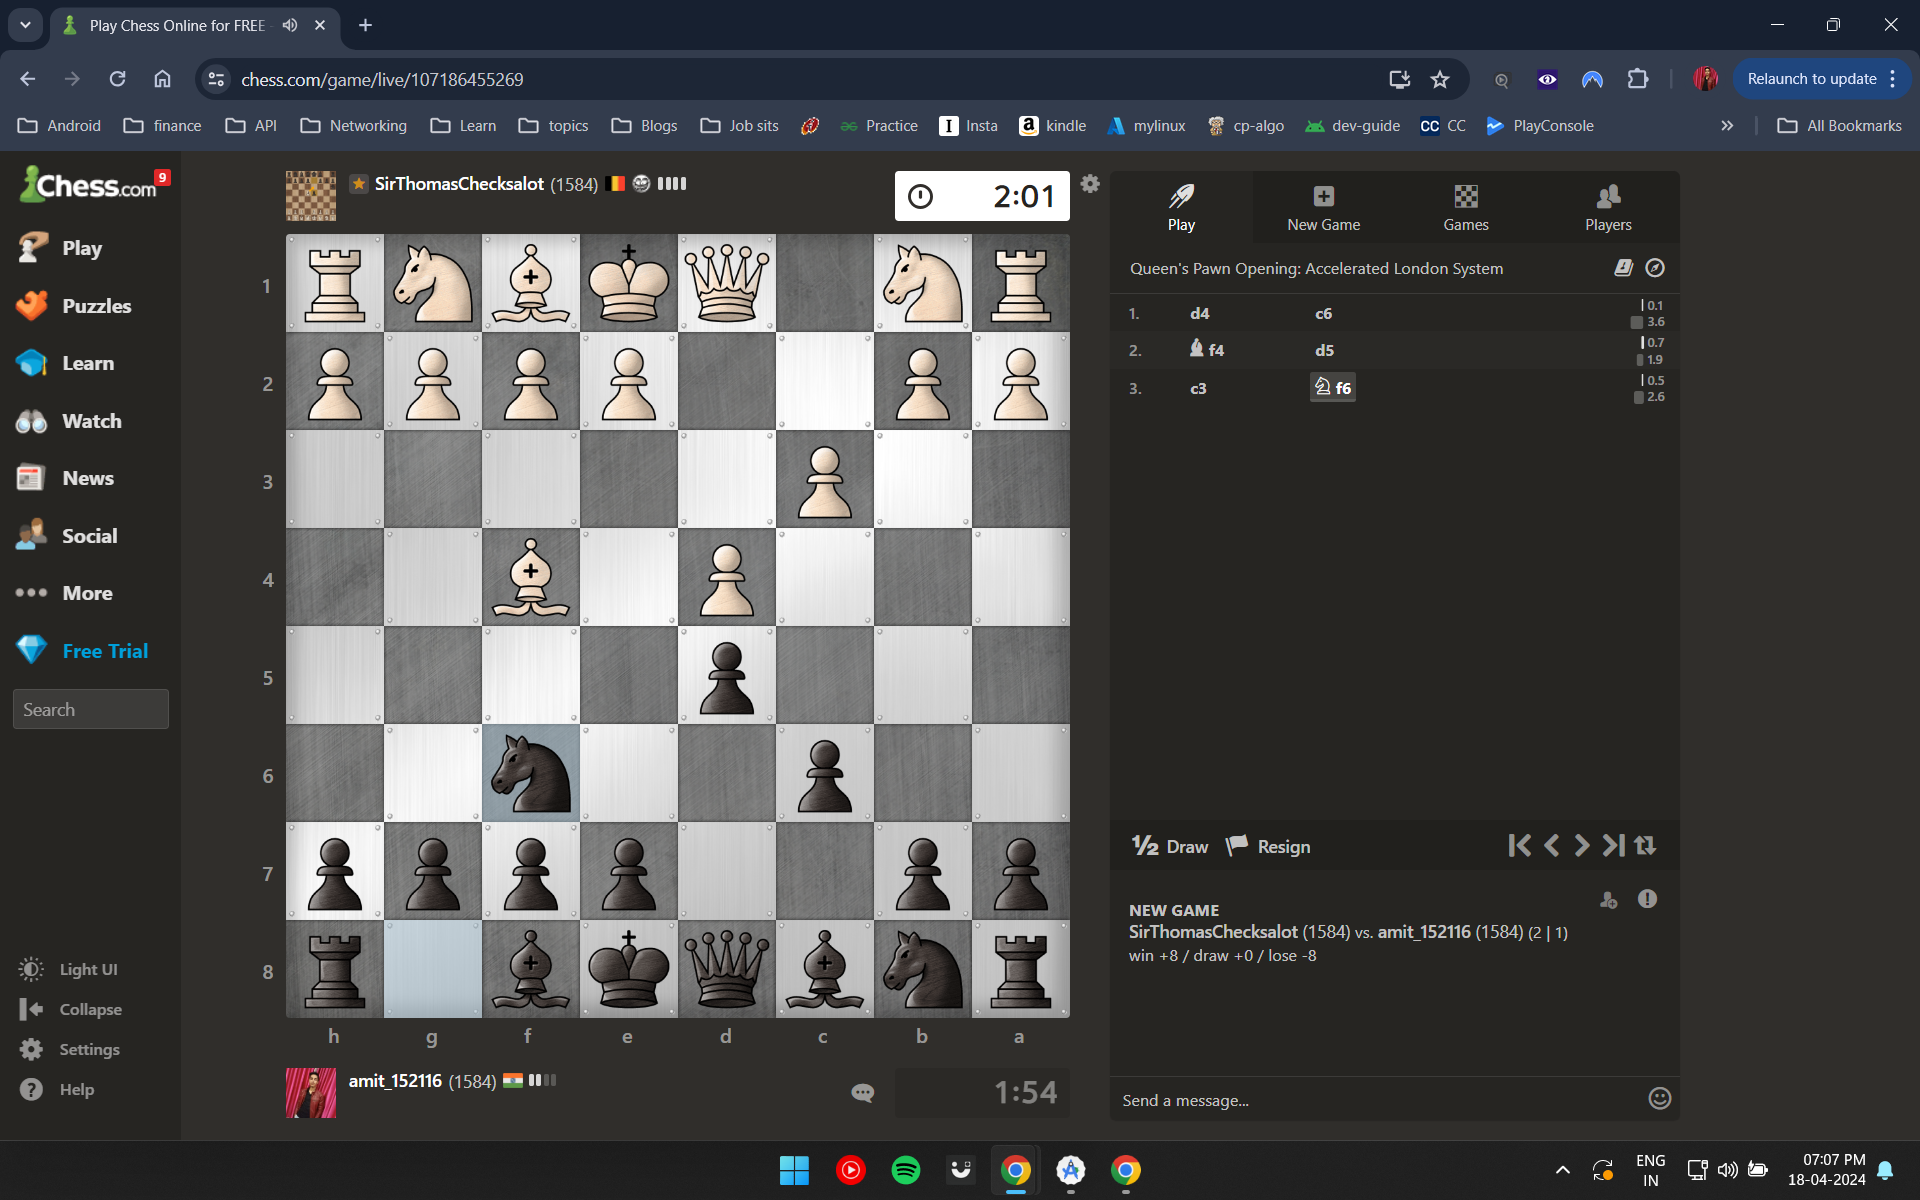 Play Chess Online for FREE
chess.com/game/live/107186455269
Relaunch to update
Android finance API Networking Learn topics Blogs Job sits Practice Insta kindle mylinux cp-algo dev-guide CC CC PlayConsole All Bookmarks
Chess.com 9
Play
Puzzles
Learn
Watch
News
Social
More
Free Trial
Search
Light UI
Collapse
Settings
Help
SirThomasChecksalot (1584)
2:01
1
2
3
4
5
6
7
8
h g f e d c b a
amit_152116 (1584)
1:54
Play New Game Games Players
Queen's Pawn Opening: Accelerated London System
1. d4 c6 0.1
3.6
2. f4 d5 0.7
1.9
3. c3 f6 0.5
2.6
½ Draw Resign
NEW GAME
SirThomasChecksalot (1584) vs. amit_152116 (1584) (2 | 1)
win +8 / draw +0 / lose -8
Send a message...
ENG
IN
07:07 PM
18-04-2024